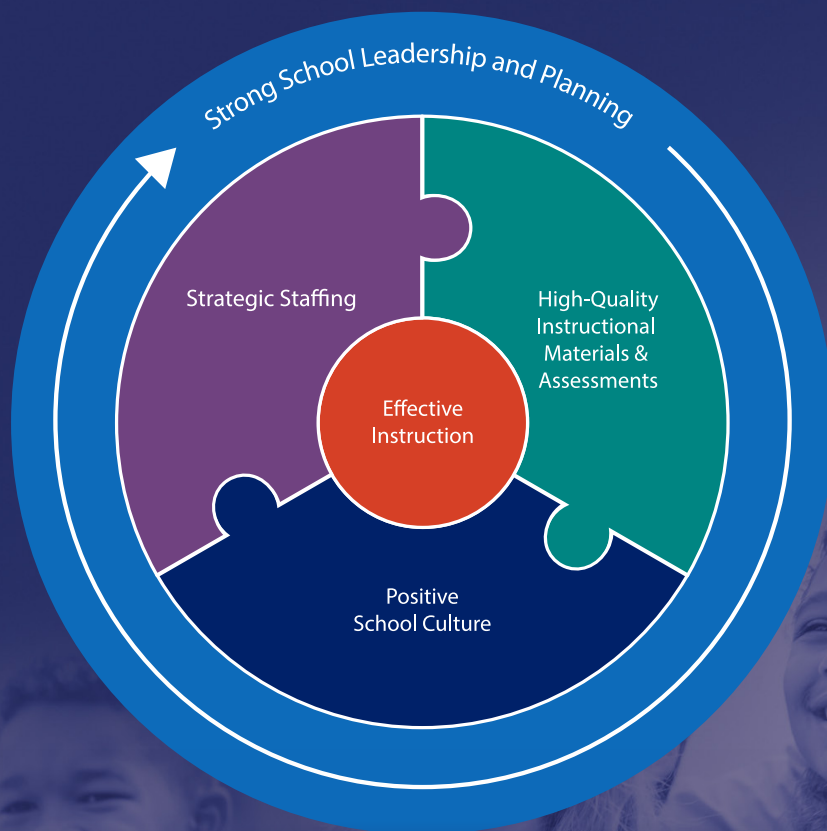 Strong School Leadership and Planning
Strategic Staffing
High-Quality
Instructional
Materials &
Assessments
Effective
Instruction
Positive
School Culture